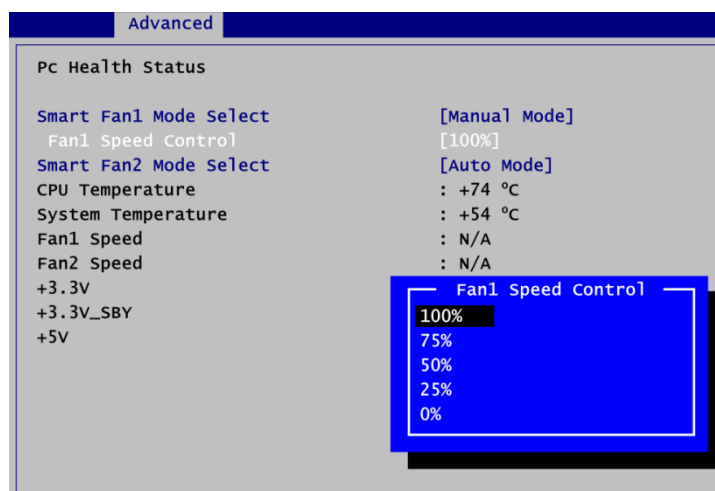 Advanced
Pc Health Status
Smart Fan1 Mode Select [Manual Mode]
Fan1 Speed Control [100%]
Smart Fan2 Mode Select [Auto Mode]
CPU Temperature : +74 ºC
System Temperature : +54 ºC
Fan1 Speed : N/A
Fan2 Speed : N/A
+3.3V
+3.3V_SBY
+5V
Fan1 Speed Control
100%
75%
50%
25%
0%